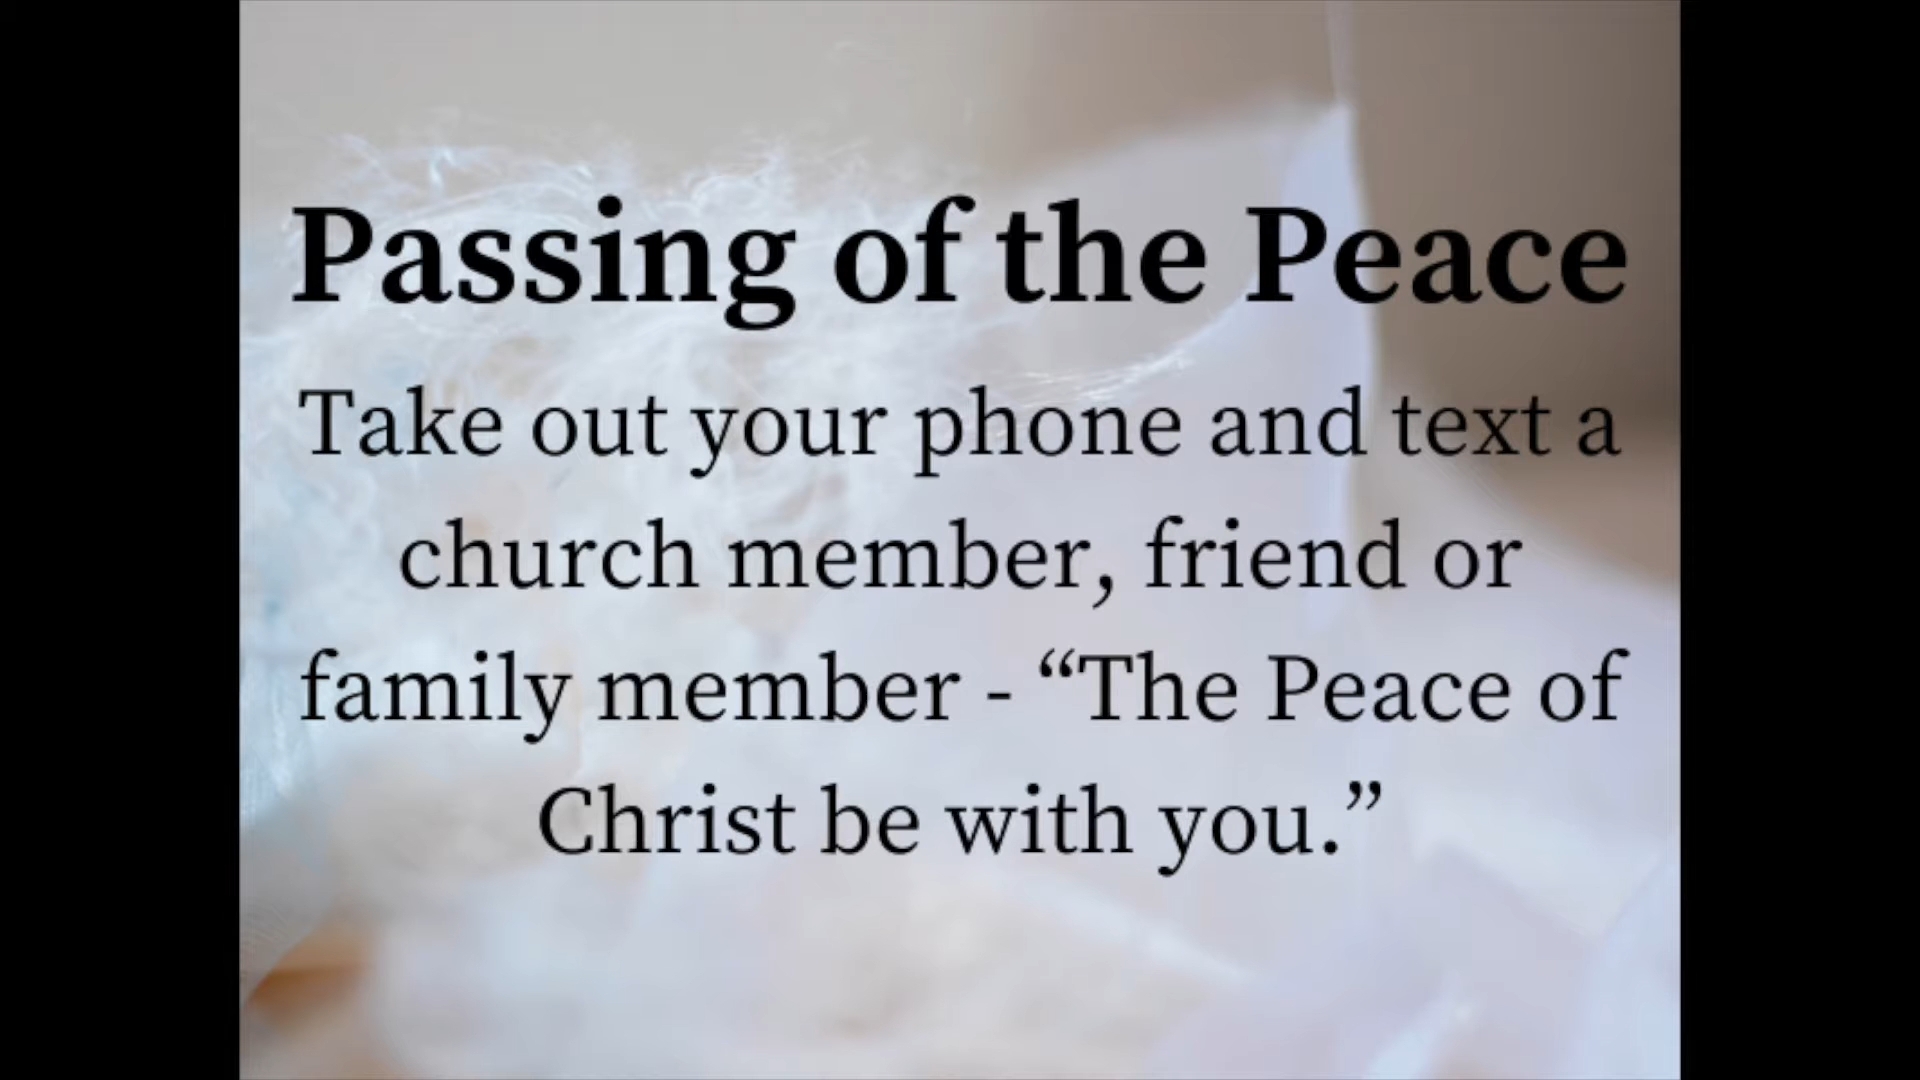 Passing of the Peace
Take out your phone and text a
church member, friend or
family member - “The Peace of
Christ be with you.”